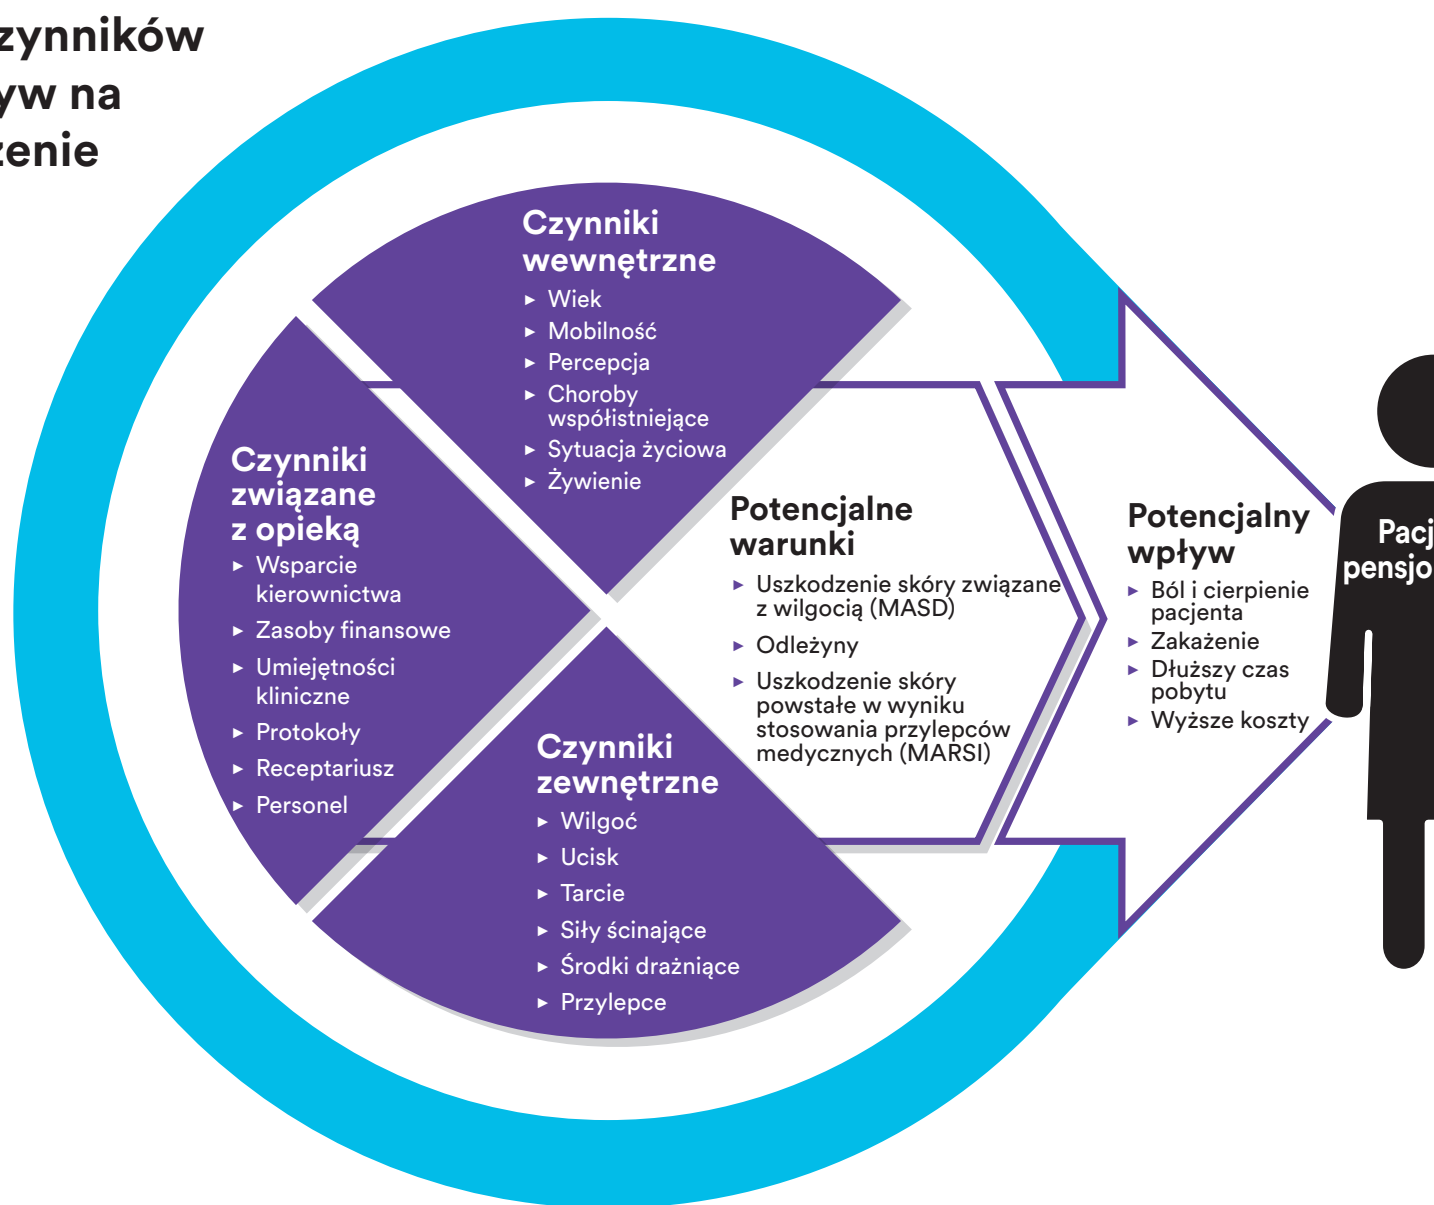 zynników
yw na
zenie
Czynniki
wewnętrzne
▸ Wiek
▸ Mobilność
▸ Percepcja
▸ Choroby
współistniejące
▸ Sytuacja życiowa
▸ Żywienie
Czynniki
związane
z opieką
▸ Wsparcie
kierownictwa
▸ Zasoby finansowe
▸ Umiejętności
kliniczne
▸ Protokoły
▸ Receptariusz
▸ Personel
Czynniki
zewnętrzne
▸ Wilgoć
▸ Ucisk
▸ Tarcie
▸ Siły ścinające
▸ Środki drażniące
▸ Przylepce
Potencjalne
warunki
▸ Uszkodzenie skóry związane
z wilgocią (MASD)
▸ Odleżyny
▸ Uszkodzenie skóry
powstałe w wyniku
stosowania przylepców
medycznych (MARSI)
Potencjalny
wpływ
▸ Ból i cierpienie
pacjenta
▸ Zakażenie
▸ Dłuższy czas
pobytu
▸ Wyższe koszty
Pacj
pensjo